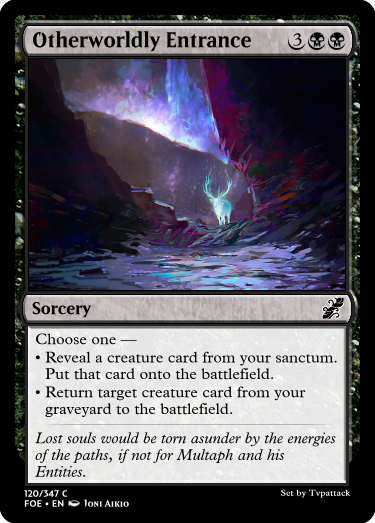 Otherworldly Entrance 3
Sorcery
Choose one —
• Reveal a creature card from your sanctum.
Put that card onto the battlefield.
• Return target creature card from your
graveyard to the battlefield.
Lost souls would be torn asunder by the energies
of the paths, if not for Multaph and his
Entities.
120/347 C
Set by Tvpattack
FOE • EN Joni Aikio